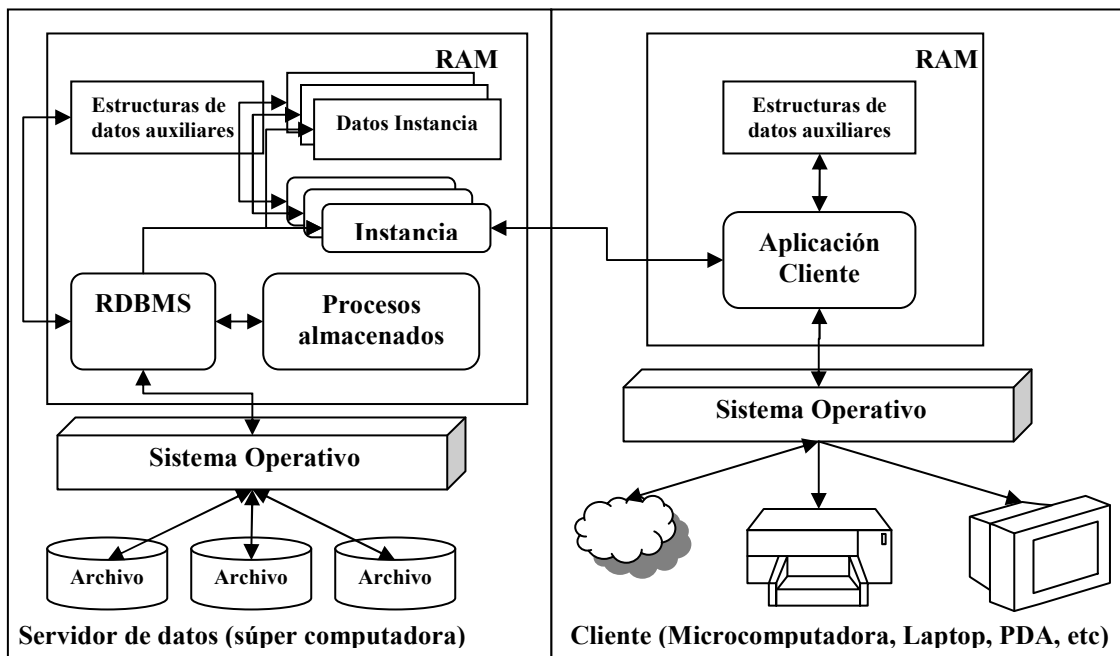 RAM
Estructuras de
datos auxiliares
Datos Instancia
Instancia
RDBMS
Procesos
almacenados
Sistema Operativo
Archivo
Archivo
Archivo
Servidor de datos (súper computadora)
RAM
Estructuras de
datos auxiliares
Aplicación
Cliente
Sistema Operativo
Cliente (Microcomputadora, Laptop, PDA, etc)